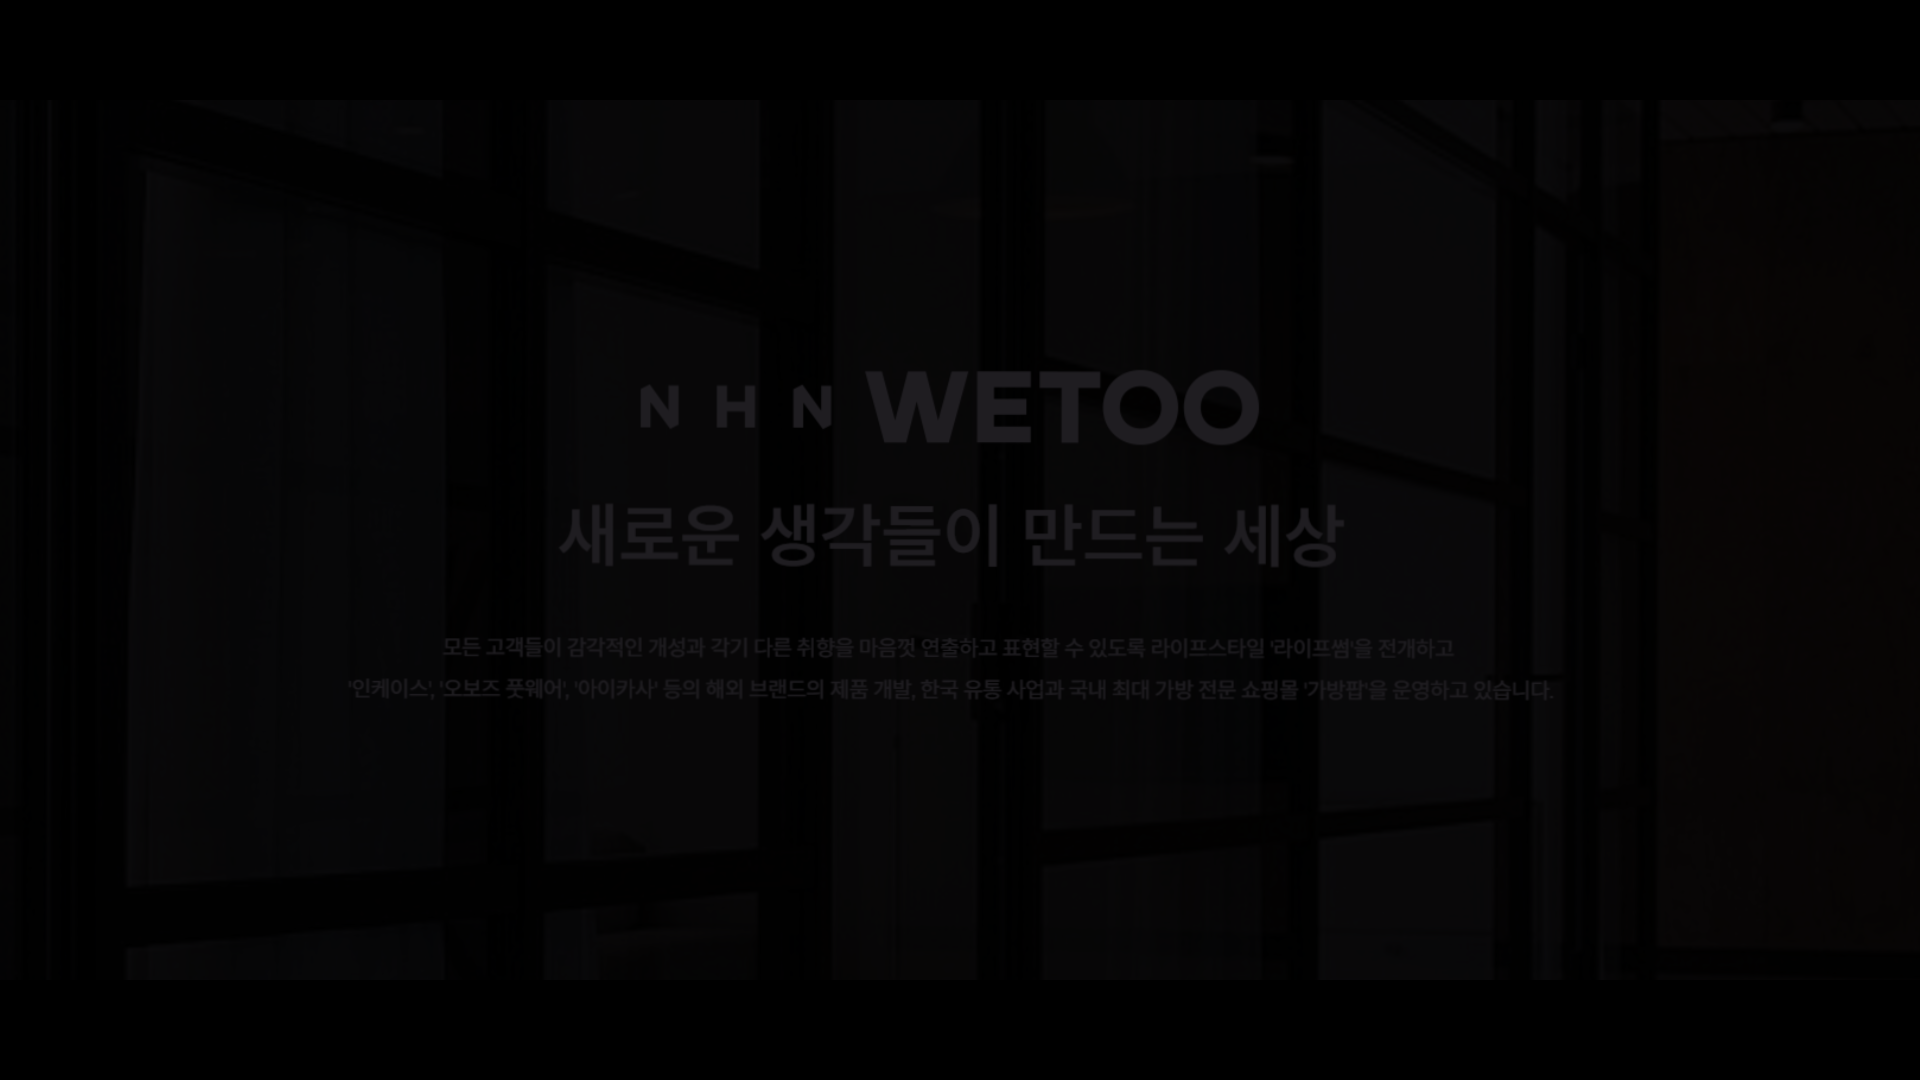 NHN WETOO
새로운 생각들이 만드는 세상
모든 고객들이 감각적인 개성과 각기 다른 취향을 마음껏 연출하고 표현할 수 있도록 라이프스타일 '라이프썸'을 전개하고
'인케이스', '오보즈 풋웨어', '아이카사' 등의 해외 브랜드의 제품 개발, 한국 유통 사업과 국내 최대 가방 전문 쇼핑몰 '가방팝'을 운영하고 있습니다.